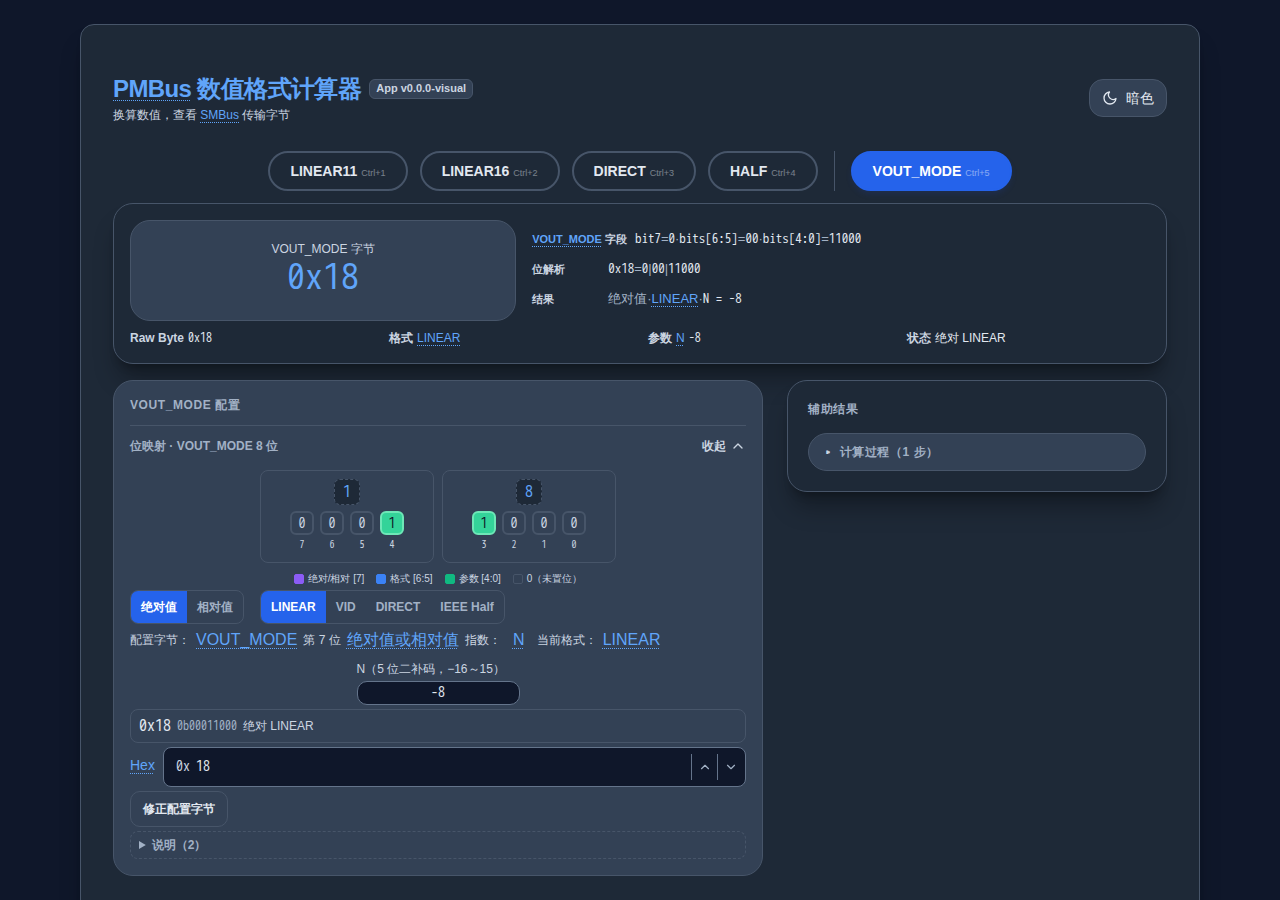 PMBus 数值格式计算器 App v0.0.0-visual
换算数值，查看 SMBus 传输字节
暗色
LINEAR11 Ctrl+1 LINEAR16 Ctrl+2 DIRECT Ctrl+3 HALF Ctrl+4 VOUT_MODE Ctrl+5
VOUT_MODE 字节
0x18
VOUT_MODE 字段 bit7=0·bits[6:5]=00·bits[4:0]=11000
位解析 0x18=0|00|11000
结果 绝对值·LINEAR·N = -8
Raw Byte 0x18 格式 LINEAR 参数 N -8 状态 绝对 LINEAR
VOUT_MODE 配置
位映射 · VOUT_MODE 8 位 收起
1 8
0 0 0 1 1 0 0 0
7 6 5 4 3 2 1 0
绝对/相对 [7] 格式 [6:5] 参数 [4:0] 0（未置位）
绝对值 相对值 LINEAR VID DIRECT IEEE Half
配置字节： VOUT_MODE 第 7 位 绝对值或相对值 指数： N 当前格式： LINEAR
N（5 位二补码，−16～15）
-8
0x18 0b00011000 绝对 LINEAR
Hex 0x 18
修正配置字节
说明（2）
辅助结果
计算过程（1 步）